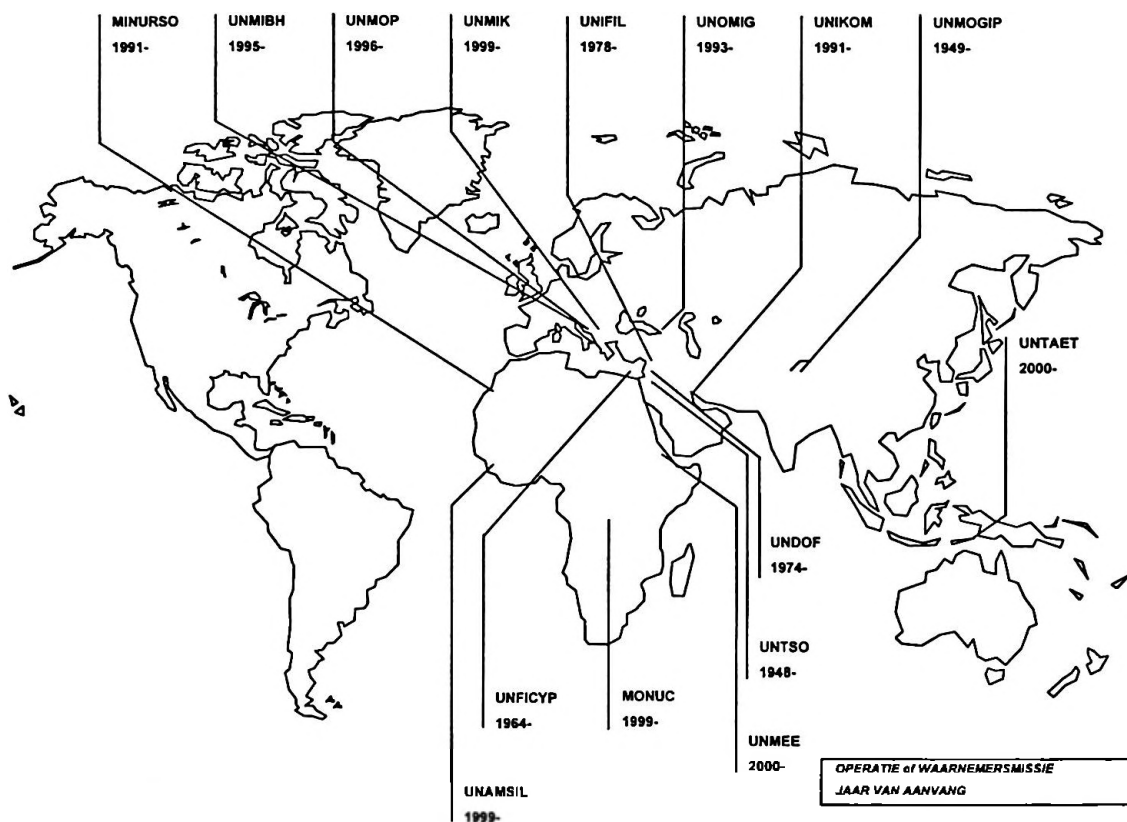 MINURSO
1991-
UNMIBH
1995-
UNMOP
1996-
UNMIK
1999-
UNIFIL
1978-
UNOMIG
1993-
UNIKOM
1991-
UNMOGIP
1949-
UNTAET
2000-
UNDOF
1974-
UNTSO
1948-
UNFICYP
1964-
MONUC
1999-
UNMEE
2000-
UNAMSIL
1999-
OPERATIE of WAARNEMERSMISSIE
JAAR VAN AANVANG